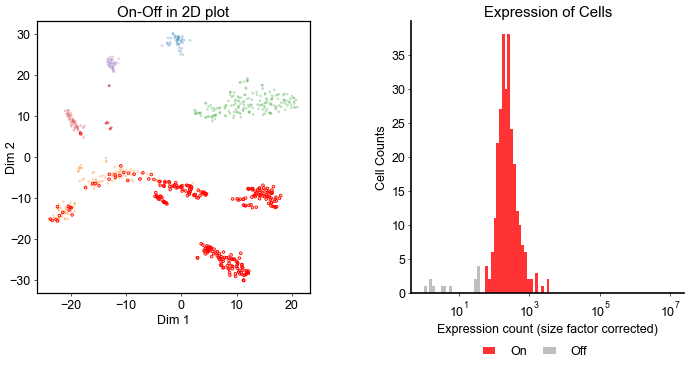 On-Off in 2D plot
30
20
10
0
−10
−20
−30
Dim 2
−20 −10 0 10 20
Dim 1
Expression of Cells
35
30
25
20
15
10
5
0
Cell Counts
10^1 10^3 10^5 10^7
Expression count (size factor corrected)
On Off